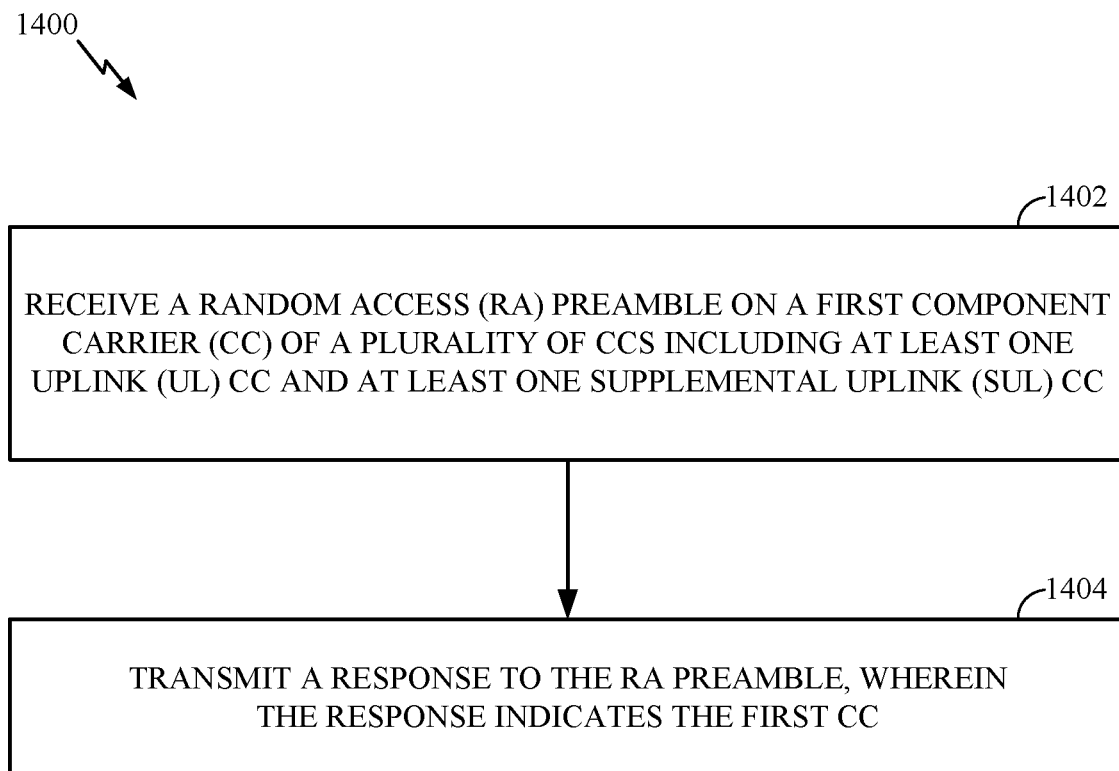 1400
1402
RECEIVE A RANDOM ACCESS (RA) PREAMBLE ON A FIRST COMPONENT
CARRIER (CC) OF A PLURALITY OF CCS INCLUDING AT LEAST ONE
UPLINK (UL) CC AND AT LEAST ONE SUPPLEMENTAL UPLINK (SUL) CC
1404
TRANSMIT A RESPONSE TO THE RA PREAMBLE, WHEREIN
THE RESPONSE INDICATES THE FIRST CC